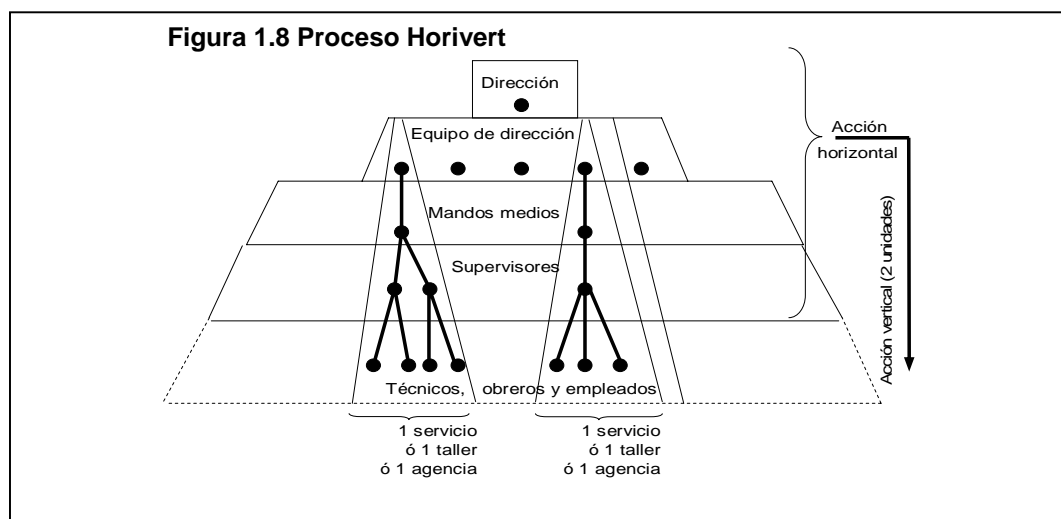 Figura 1.8 Proceso Horivert
Dirección
Equipo de dirección
Acción
horizontal
Mandos medios
Supervisores
Acción vertical (2 unidades)
Técnicos, obreros y empleados
1 servicio
ó 1 taller
ó 1 agencia
1 servicio
ó 1 taller
ó 1 agencia